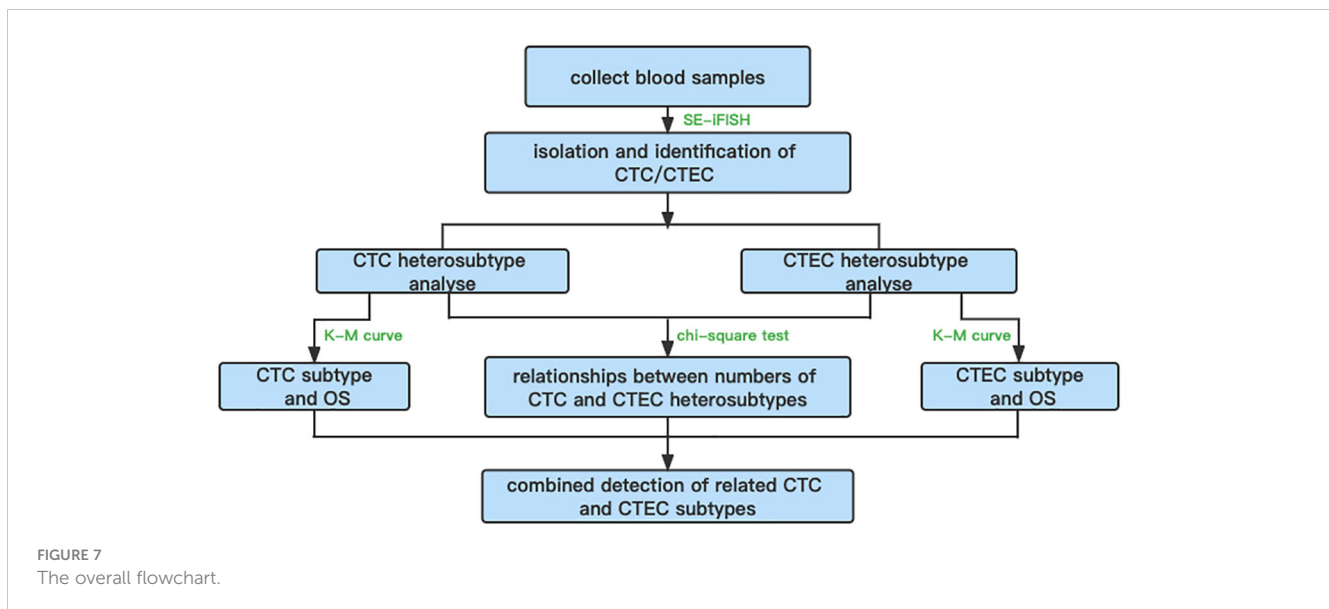 collect blood samples
SE-iFISH
isolation and identification of
CTC/CTEC
CTC heterosubtype
analyse
CTEC heterosubtype
analyse
K-M curve
chi-square test
K-M curve
CTC subtype
and OS
relationships between numbers of
CTC and CTEC heterosubtypes
CTEC subtype
and OS
combined detection of related CTC
and CTEC subtypes
FIGURE 7
The overall flowchart.